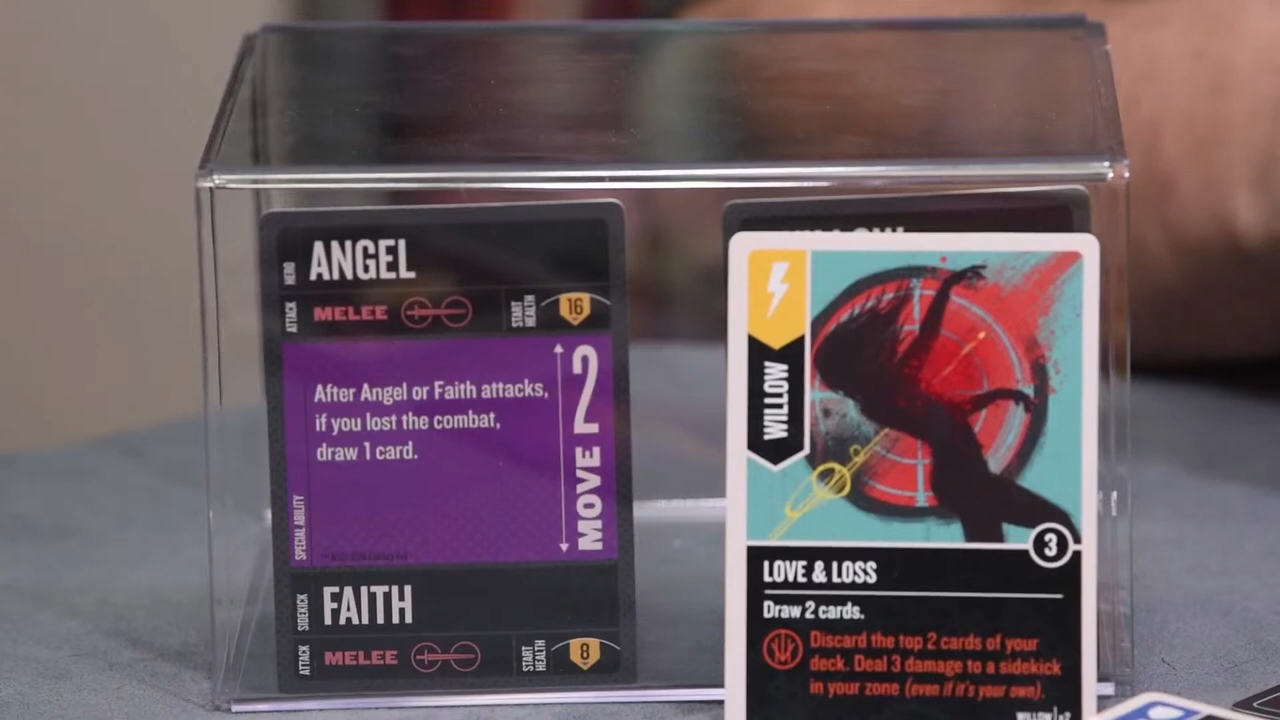 HERO
ANGEL
ATTACK
MELEE
START
HEALTH
16
After Angel or Faith attacks,
if you lost the combat,
draw 1 card.
SPECIAL ABILITY
MOVE 2
SIDEKICK
FAITH
ATTACK
MELEE
START
HEALTH
8
WILLOW
3
LOVE & LOSS
Draw 2 cards.
Discard the top 2 cards of your
deck. Deal 3 damage to a sidekick
in your zone (even if it's your own).
WILLOW | x2